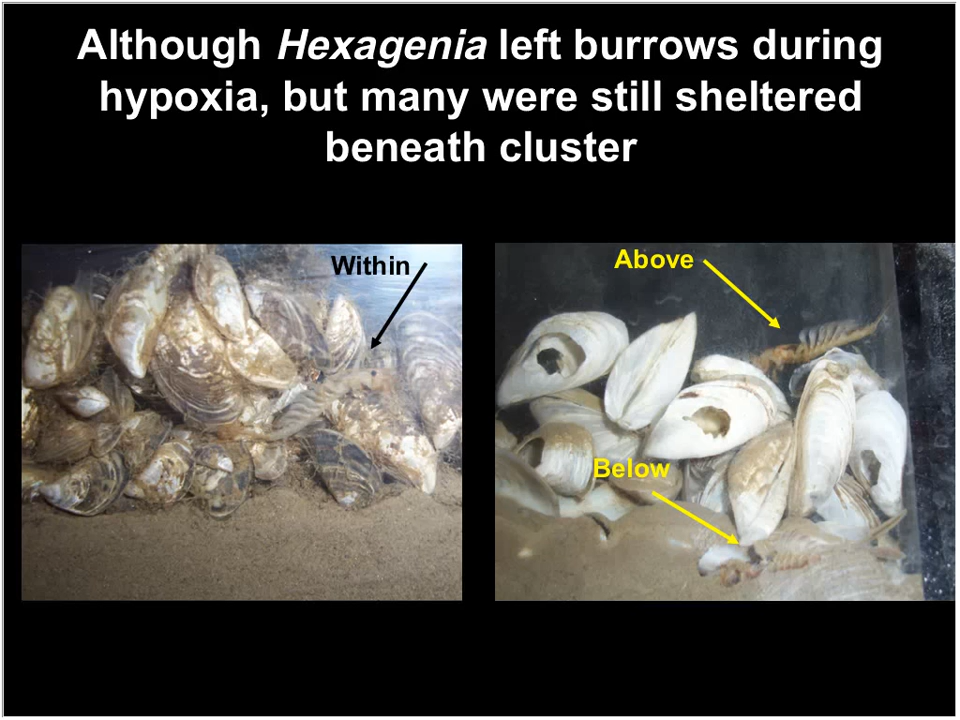 Although Hexagenia left burrows during
hypoxia, but many were still sheltered
beneath cluster
Within
Above
Below